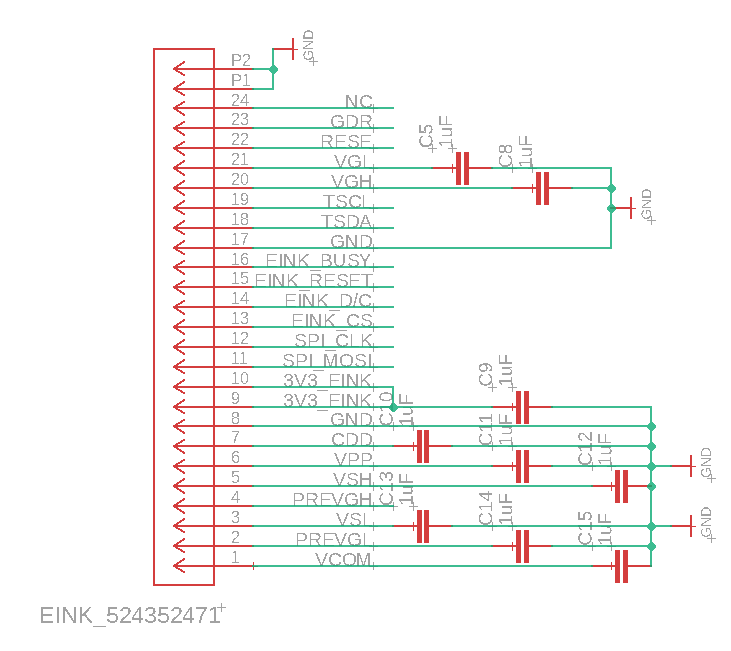 GND
P2
P1
24 NC
23 GDR
22 RESE
21 VGL C5 1uF
20 VGH C8 1uF
19 TSCL
18 TSDA
GND
17 GND
16 EINK_BUSY
15 EINK_RESET
14 EINK_D/C
13 EINK_CS
12 SPI_CLK
11 SPI_MOSI
10 3V3_EINK
9 3V3_EINK C9 1uF
8 GND
7 CDD C10 1uF
6 VPP C11 1uF
GND
5 VSH C12 1uF
4 PREVGH
3 VSL C13 1uF
GND
2 PREVGL C14 1uF
1 VCOM C15 1uF
EINK_524352471